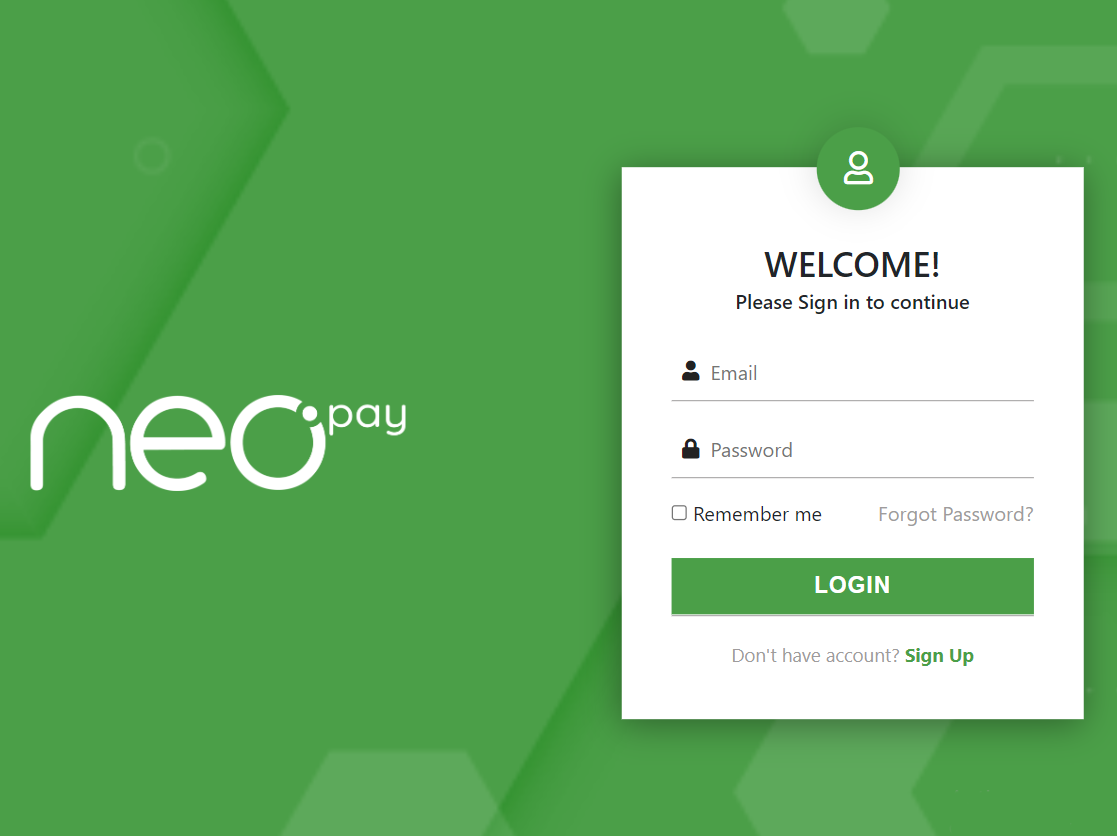 neo pay
WELCOME!
Please Sign in to continue
Email
Password
Remember me Forgot Password?
LOGIN
Don't have account? Sign Up